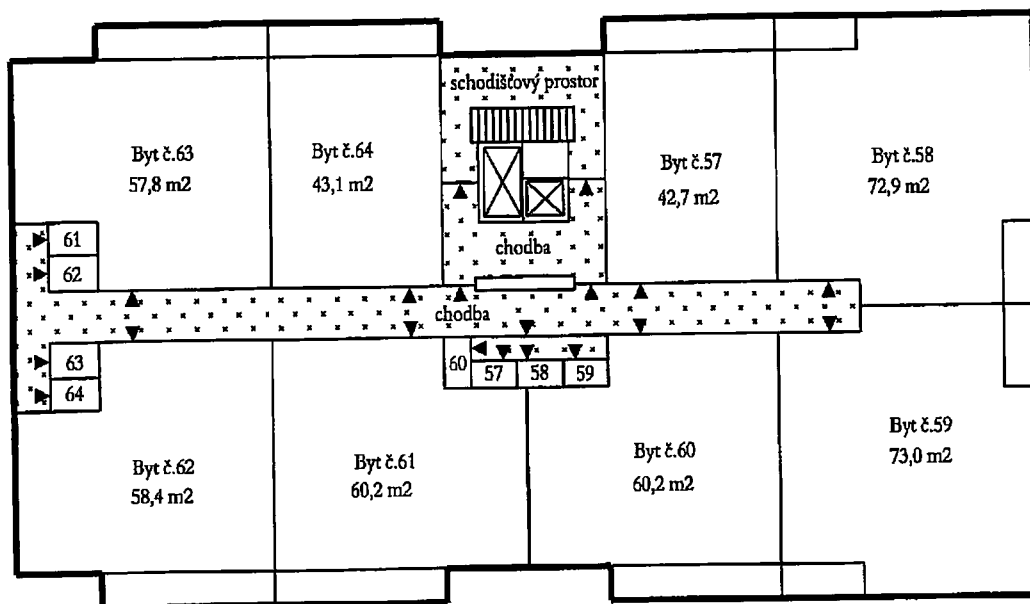 schodišťový prostor
Byt č.63
57,8 m2
Byt č.64
43,1 m2
Byt č.57
42,7 m2
Byt č.58
72,9 m2
61
62
chodba
chodba
63
64
60
57
58
59
Byt č.62
58,4 m2
Byt č.61
60,2 m2
Byt č.60
60,2 m2
Byt č.59
73,0 m2